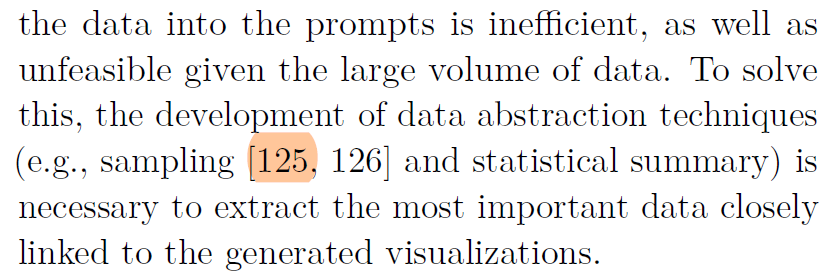 the data into the prompts is inefficient, as well as
unfeasible given the large volume of data. To solve
this, the development of data abstraction techniques
(e.g., sampling [125, 126] and statistical summary) is
necessary to extract the most important data closely
linked to the generated visualizations.